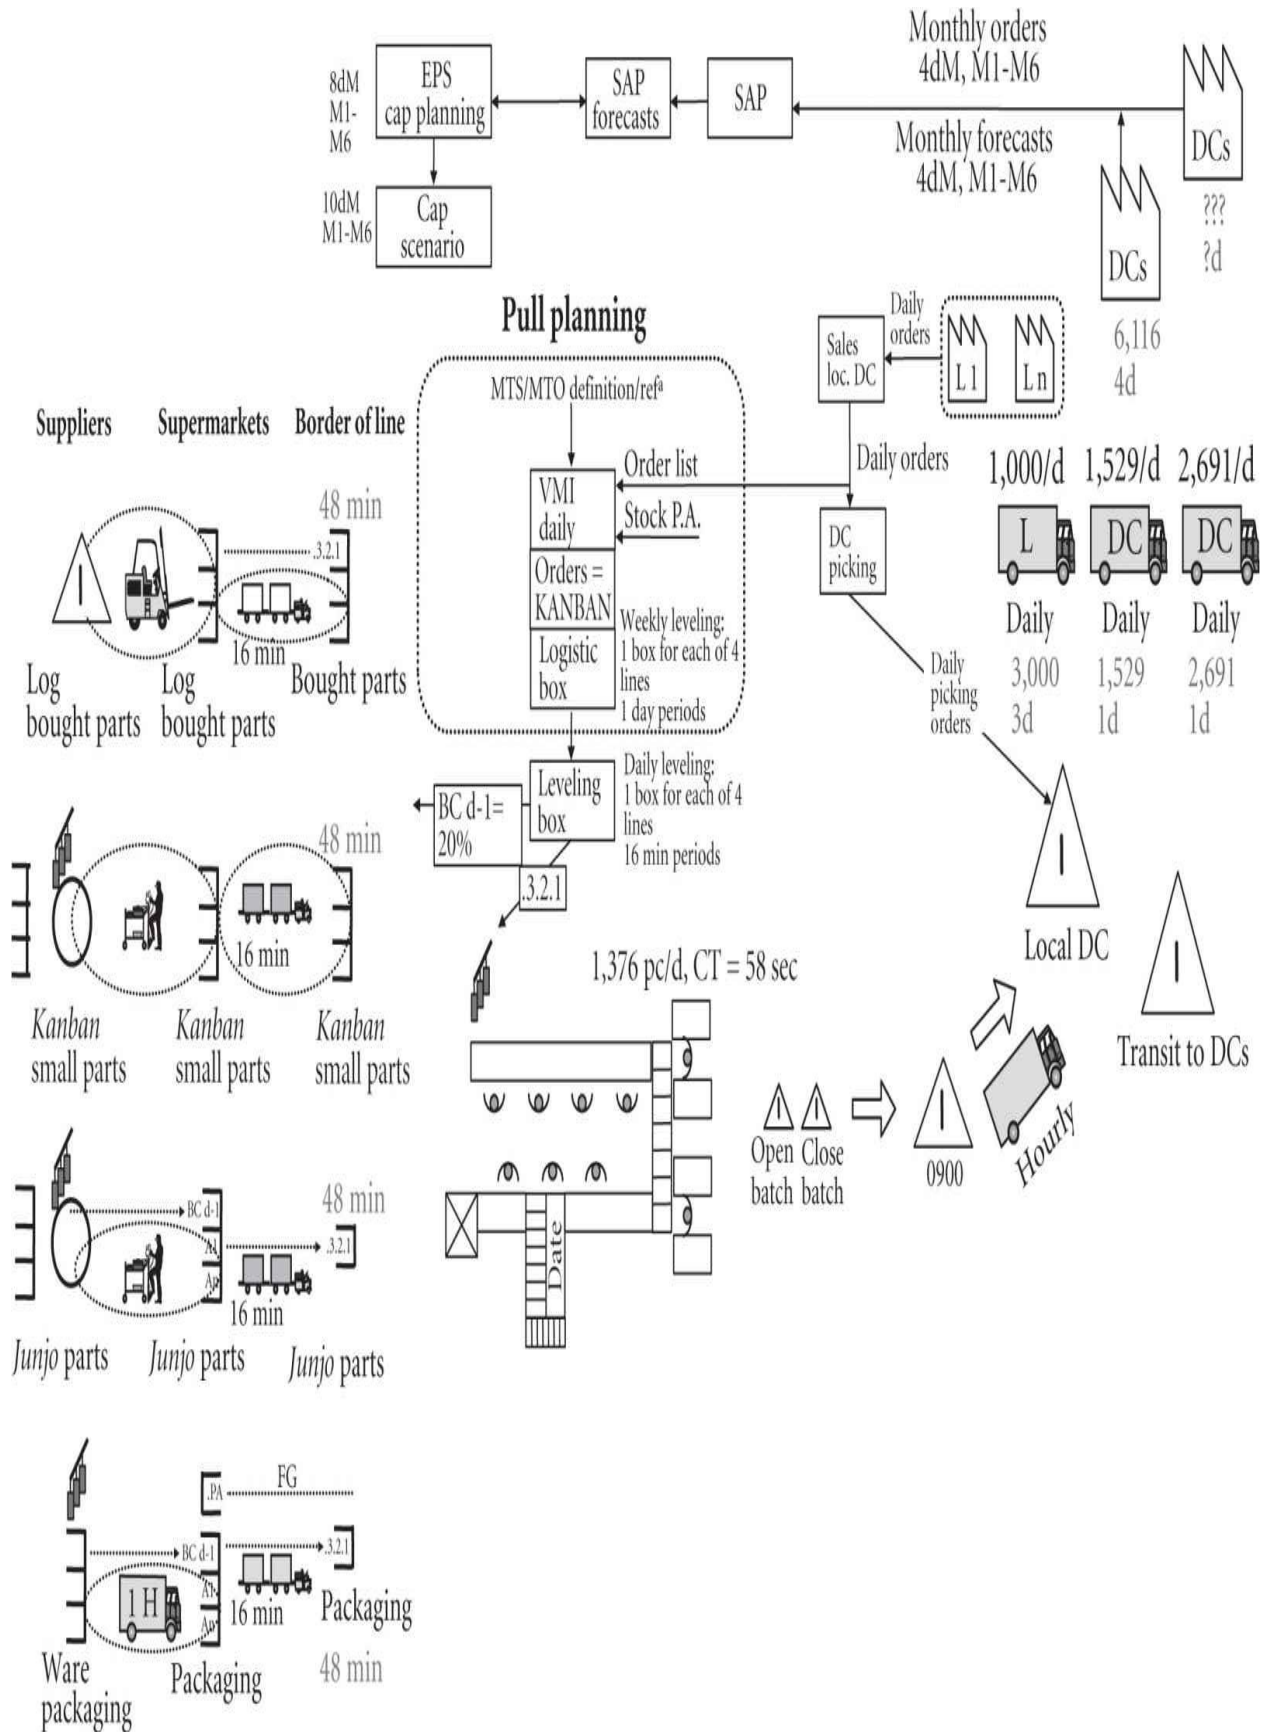 Monthly orders
4dM, M1-M6
8dM
M1-
M6
EPS
cap planning
SAP
forecasts
SAP
Monthly forecasts
4dM, M1-M6
DCs
???
?d
10dM
M1-M6
Cap
scenario
DCs
6,116
4d
Pull planning
Daily
orders
Sales
loc. DC
L1
Ln
MTS/MTO definition/refᵃ
Suppliers
Supermarkets
Border of line
Order list
Daily orders
VMI
daily
Stock P.A.
DC
picking
Orders =
KANBAN
Logistic
box
Weekly leveling:
1 box for each of 4
lines
1 day periods
1,000/d
1,529/d
2,691/d
L
DC
DC
Daily
Daily
Daily
3,000
1,529
2,691
3d
1d
1d
Daily
picking
orders
48 min
.3.2.1
I
16 min
Log
bought parts
Log
bought parts
Bought parts
Leveling
box
Daily leveling:
1 box for each of 4
lines
16 min periods
BC d-1=
20%
.3.2.1
48 min
16 min
Kanban
small parts
Kanban
small parts
Kanban
small parts
I
Local DC
I
Transit to DCs
1,376 pc/d, CT = 58 sec
I
I
Open
batch
Close
batch
I
0900
Hourly
Date
48 min
BC d-1
A1
An
.3.2.1
16 min
Junjo parts
Junjo parts
Junjo parts
.PA
FG
BC d-1
.3.2.1
A1
An
1 H
16 min
Packaging
48 min
Ware
packaging
Packaging